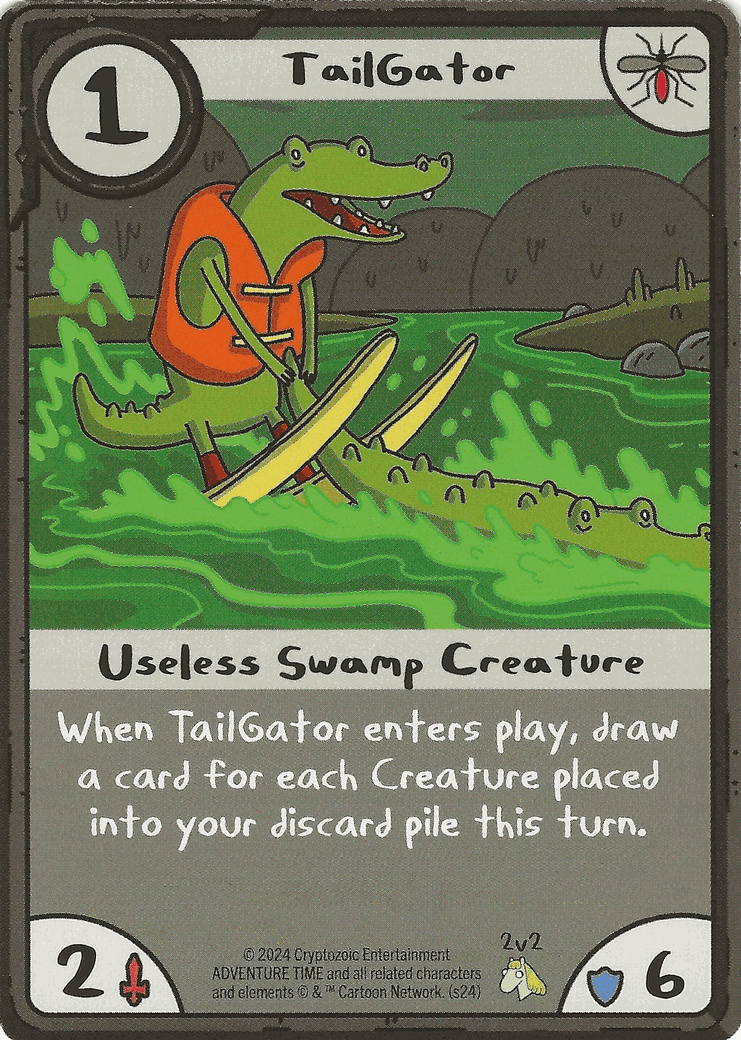 1
TailGator
Useless Swamp Creature
When TailGator enters play, draw
a card for each Creature placed
into your discard pile this turn.
2
© 2024 Cryptozoic Entertainment
ADVENTURE TIME and all related characters
and elements © & ™ Cartoon Network. (s24)
2v2
6